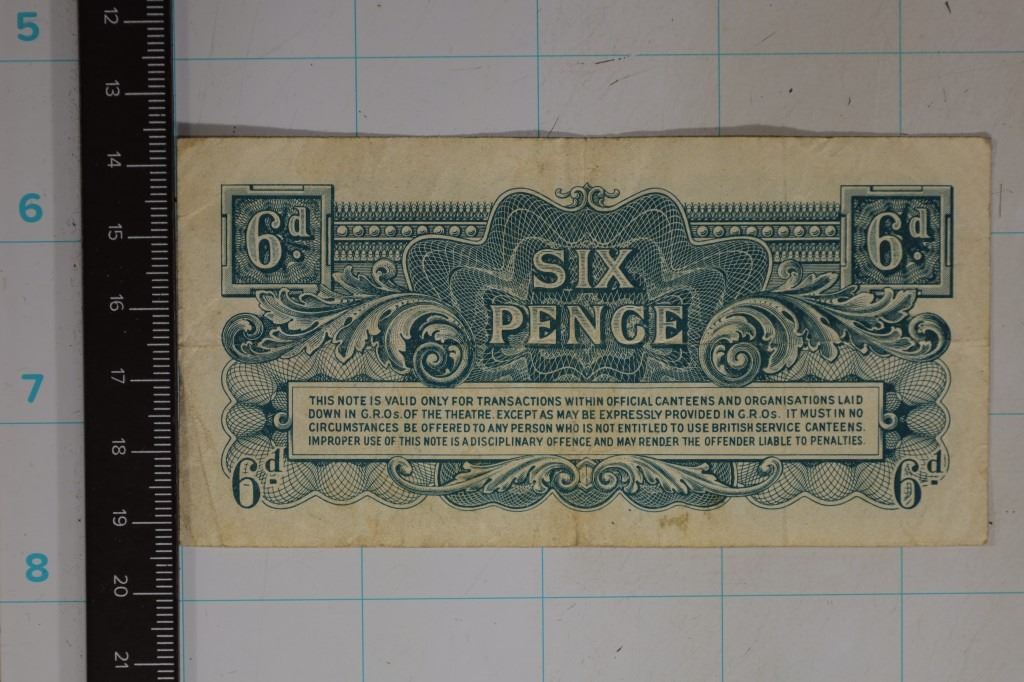 5
6
7
8
12
13
14
15
16
17
18
19
20
21
6d.
6d.
SIX
PENCE
THIS NOTE IS VALID ONLY FOR TRANSACTIONS WITHIN OFFICIAL CANTEENS AND ORGANISATIONS LAID
DOWN IN G.R.Os. OF THE THEATRE. EXCEPT AS MAY BE EXPRESSLY PROVIDED IN G.R.Os. IT MUST IN NO
CIRCUMSTANCES BE OFFERED TO ANY PERSON WHO IS NOT ENTITLED TO USE BRITISH SERVICE CANTEENS.
IMPROPER USE OF THIS NOTE IS A DISCIPLINARY OFFENCE AND MAY RENDER THE OFFENDER LIABLE TO PENALTIES.
6d.
6d.